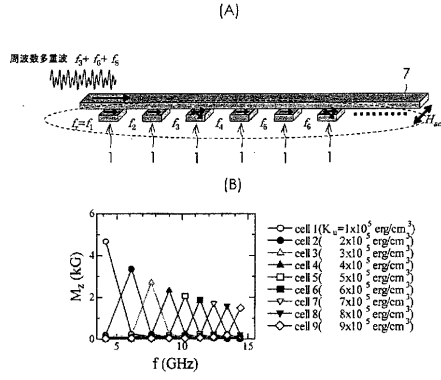 (A)
周波数多重波 f3+ f6+ f8
7
fr=f1 f2 f3 f4 f5 f6
Hac
1 1 1 1 1 1
(B)
6
4
2
0
Mz (kG)
5 10 15
f (GHz)
cell 1(Ku=1x10^5 erg/cm^3)
cell 2( 2x10^5 erg/cm^3)
cell 3( 3x10^5 erg/cm^3)
cell 4( 4x10^5 erg/cm^3)
cell 5( 5x10^5 erg/cm^3)
cell 6( 6x10^5 erg/cm^3)
cell 7( 7x10^5 erg/cm^3)
cell 8( 8x10^5 erg/cm^3)
cell 9( 9x10^5 erg/cm^3)